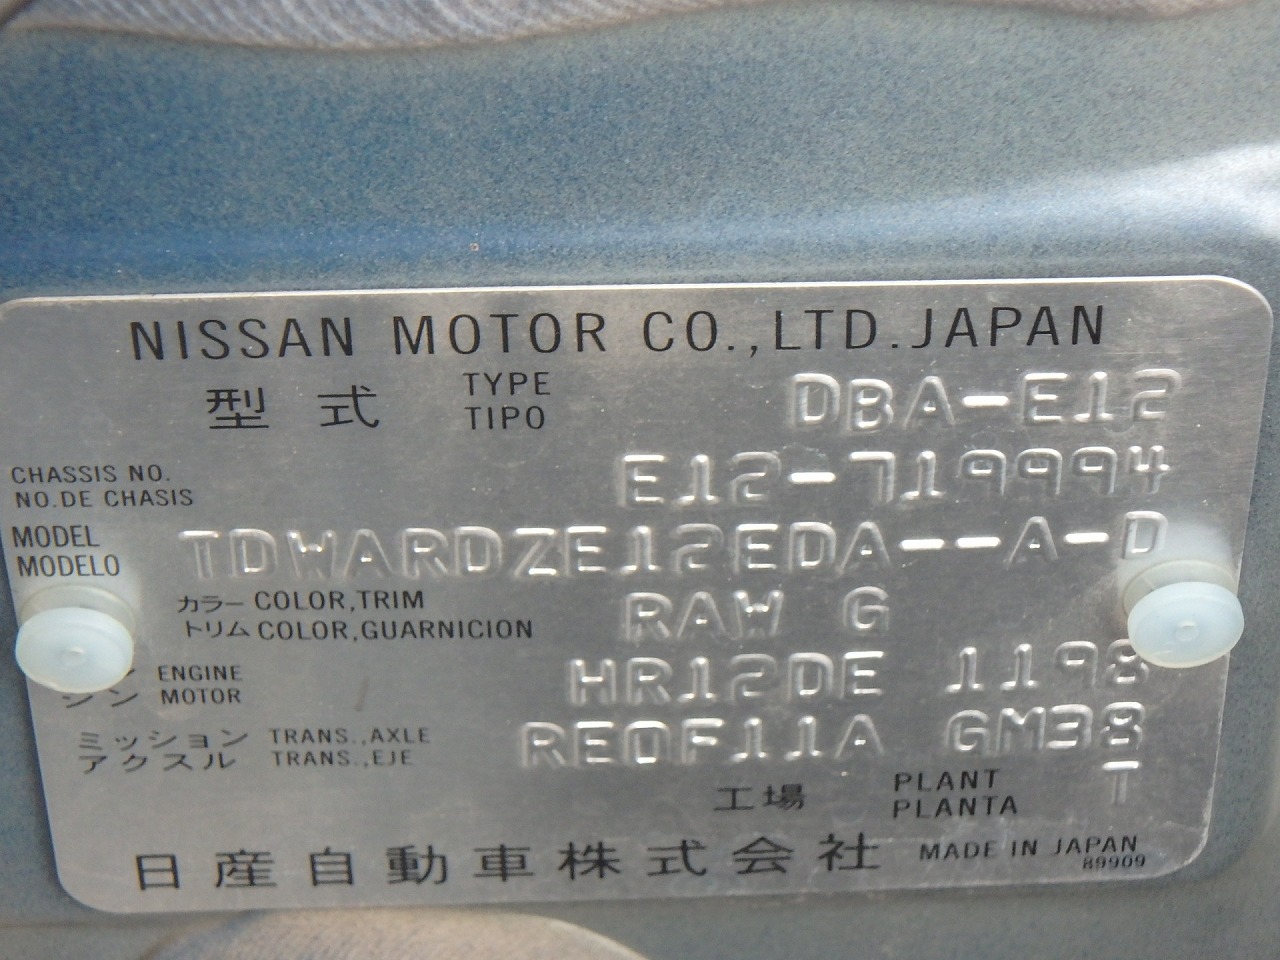 NISSAN MOTOR CO.,LTD.JAPAN
型式 TYPE DBA-E12
TIPO
CHASSIS NO. E12-719994
NO.DE CHASIS
MODEL TDWARDZE12EDA--A-D
MODELO
カラー COLOR,TRIM RAW G
トリム COLOR,GUARNICION
ン ENGINE HR12DE 1198
シン MOTOR
ミッション TRANS.,AXLE RE0F11A GM38
アクスル TRANS.,EJE
工場 PLANT T
PLANTA
日産自動車株式会社 MADE IN JAPAN
89909